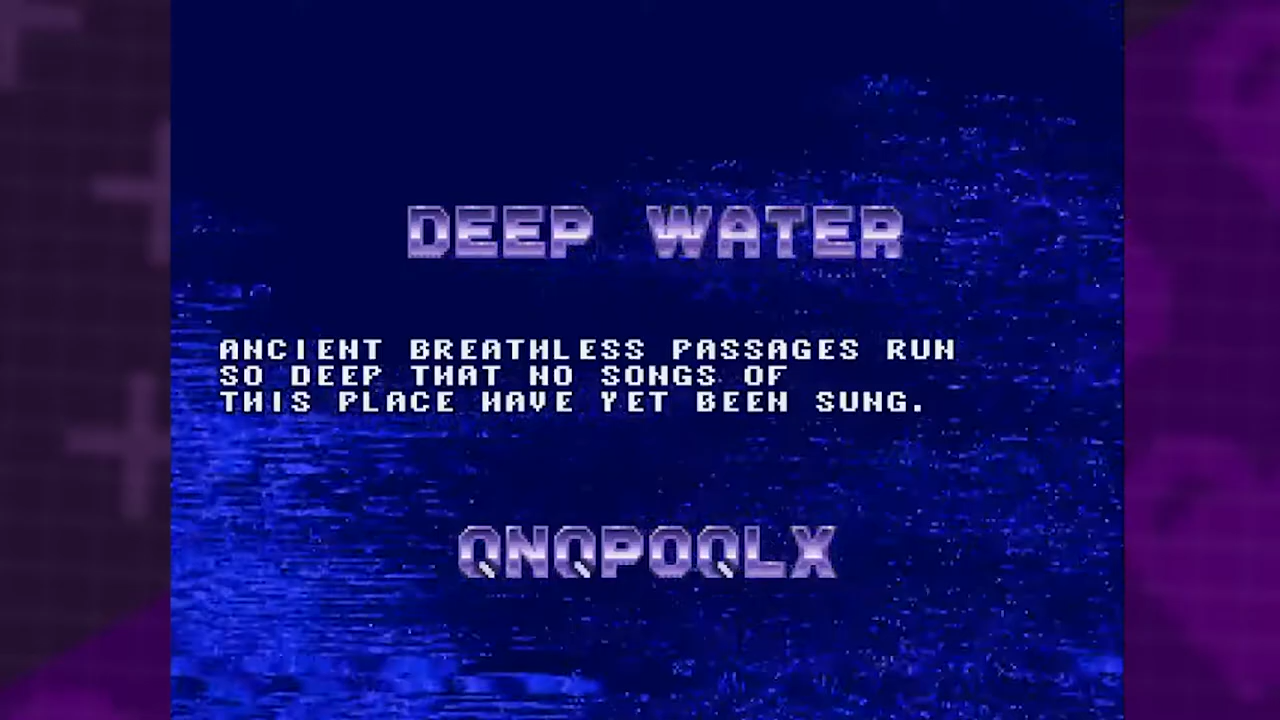 DEEP WATER
ANCIENT BREATHLESS PASSAGES RUN
SO DEEP THAT NO SONGS OF
THIS PLACE HAVE YET BEEN SUNG.
QNQPOQLX